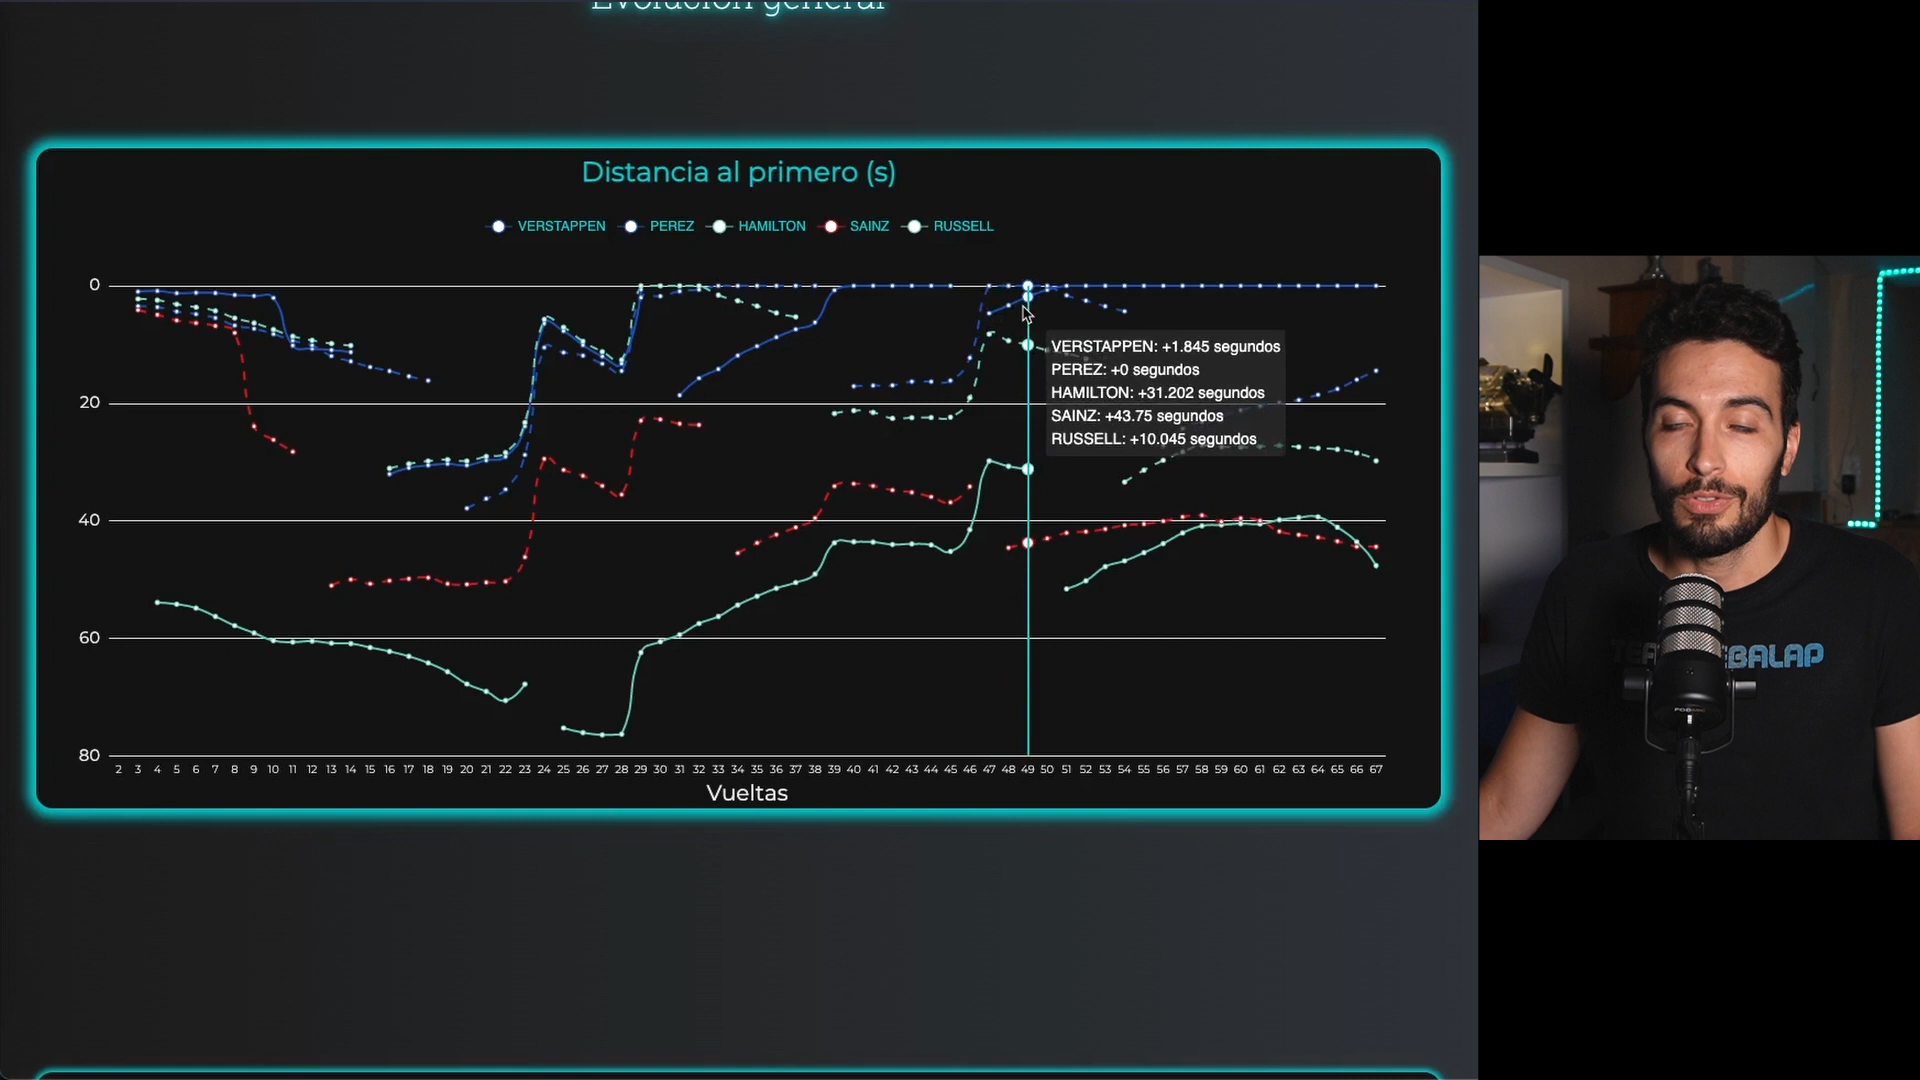 Evolución general
Distancia al primero (s)
VERSTAPPEN PEREZ HAMILTON SAINZ RUSSELL
0
20
40
60
80
VERSTAPPEN: +1.845 segundos
PEREZ: +0 segundos
HAMILTON: +31.202 segundos
SAINZ: +43.75 segundos
RUSSELL: +10.045 segundos
2 3 4 5 6 7 8 9 10 11 12 13 14 15 16 17 18 19 20 21 22 23 24 25 26 27 28 29 30 31 32 33 34 35 36 37 38 39 40 41 42 43 44 45 46 47 48 49 50 51 52 53 54 55 56 57 58 59 60 61 62 63 64 65 66 67
Vueltas